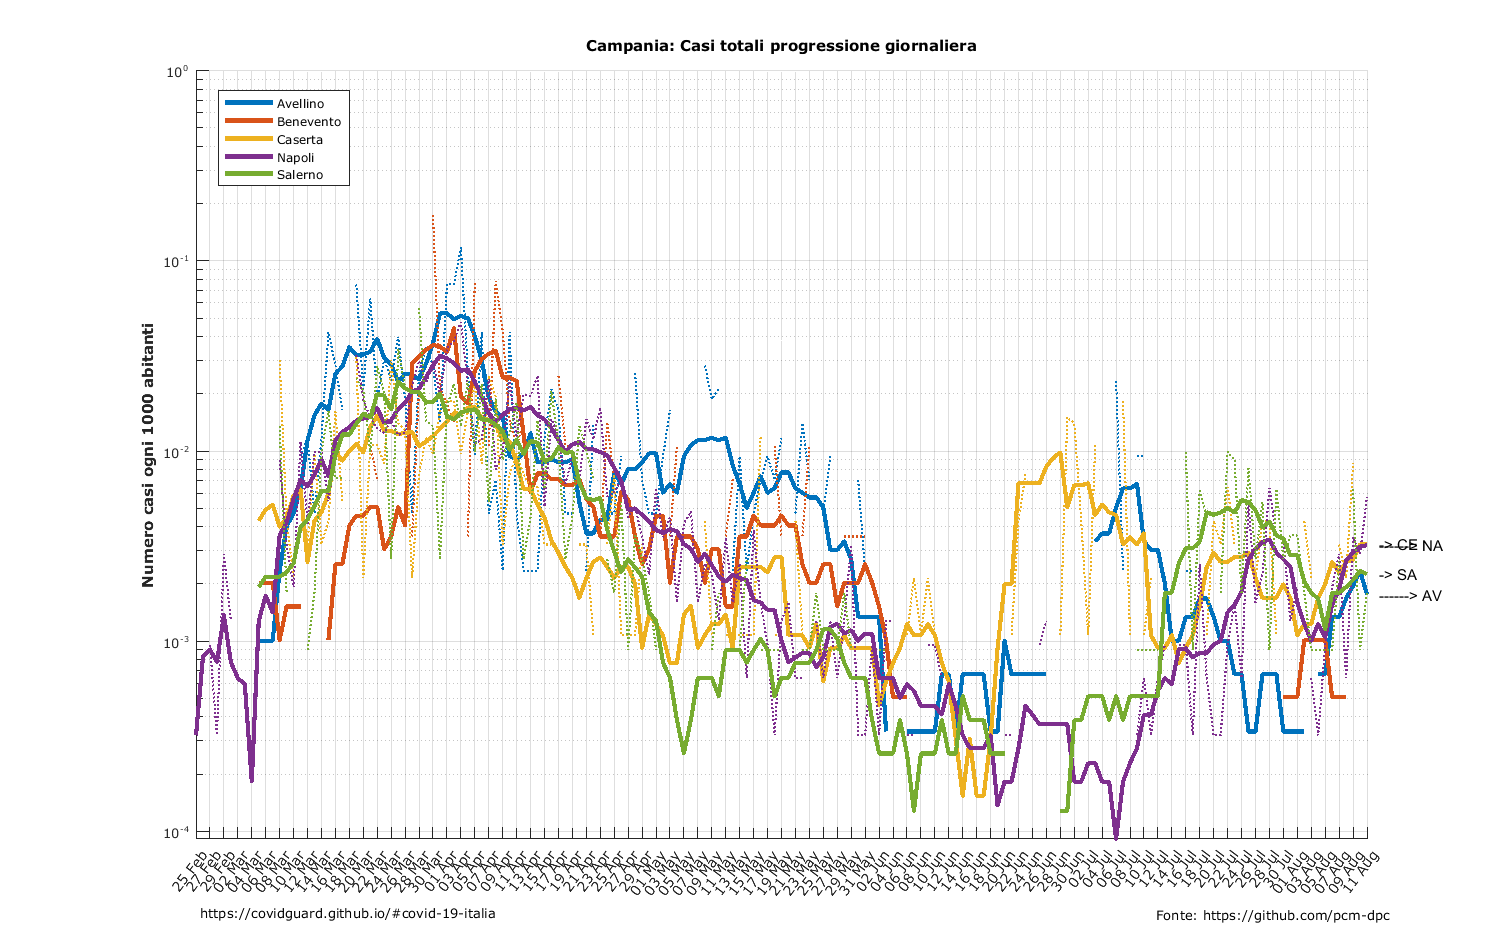 Campania: Casi totali progressione giornaliera
Numero casi ogni 1000 abitanti
10⁰
10⁻¹
10⁻²
10⁻³
10⁻⁴
Avellino
Benevento
Caserta
Napoli
Salerno
-> CE
------> NA
-> SA
------> AV
25 Feb
27 Feb
29 Feb
02 Mar
04 Mar
06 Mar
08 Mar
10 Mar
12 Mar
14 Mar
16 Mar
18 Mar
20 Mar
22 Mar
24 Mar
26 Mar
28 Mar
30 Mar
01 Apr
03 Apr
05 Apr
07 Apr
09 Apr
11 Apr
13 Apr
15 Apr
17 Apr
19 Apr
21 Apr
23 Apr
25 Apr
27 Apr
29 Apr
01 May
03 May
05 May
07 May
09 May
11 May
13 May
15 May
17 May
19 May
21 May
23 May
25 May
27 May
29 May
31 May
02 Jun
04 Jun
06 Jun
08 Jun
10 Jun
12 Jun
14 Jun
16 Jun
18 Jun
20 Jun
22 Jun
24 Jun
26 Jun
28 Jun
30 Jun
02 Jul
04 Jul
06 Jul
08 Jul
10 Jul
12 Jul
14 Jul
16 Jul
18 Jul
20 Jul
22 Jul
24 Jul
26 Jul
28 Jul
30 Jul
01 Aug
03 Aug
05 Aug
07 Aug
09 Aug
11 Aug
https://covidguard.github.io/#covid-19-italia
Fonte: https://github.com/pcm-dpc